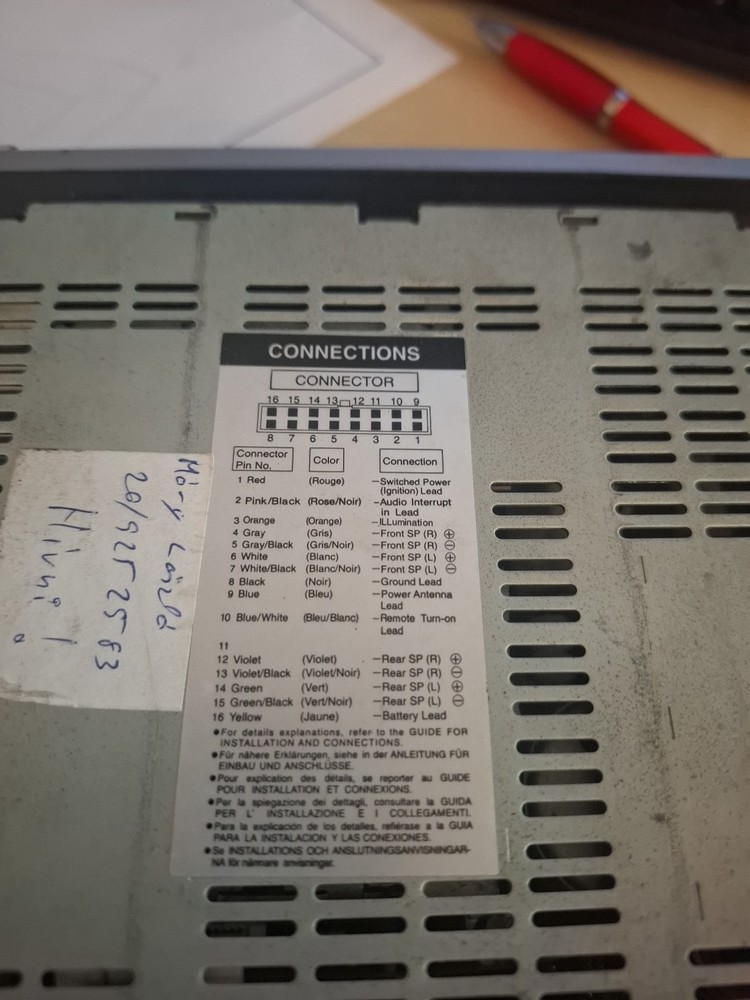 CONNECTIONS
CONNECTOR
16 15 14 13 12 11 10 9
8 7 6 5 4 3 2 1
Connector Pin No. Color Connection
1 Red (Rouge) –Switched Power
(Ignition) Lead
2 Pink/Black (Rose/Noir) –Audio Interrupt
in Lead
3 Orange (Orange) –ILLumination
4 Gray (Gris) –Front SP (R) ⊕
5 Gray/Black (Gris/Noir) –Front SP (R) ⊖
6 White (Blanc) –Front SP (L) ⊕
7 White/Black (Blanc/Noir) –Front SP (L) ⊖
8 Black (Noir) –Ground Lead
9 Blue (Bleu) –Power Antenna
Lead
10 Blue/White (Bleu/Blanc) –Remote Turn-on
Lead
11
12 Violet (Violet) –Rear SP (R) ⊕
13 Violet/Black (Violet/Noir) –Rear SP (R) ⊖
14 Green (Vert) –Rear SP (L) ⊕
15 Green/Black (Vert/Noir) –Rear SP (L) ⊖
16 Yellow (Jaune) –Battery Lead
●For details explanations, refer to the GUIDE FOR
INSTALLATION AND CONNECTIONS.
●Für nähere Erklärungen, siehe in der ANLEITUNG FÜR
EINBAU UND ANSCHLÜSSE.
●Pour explication des détails, se reporter au GUIDE
POUR INSTALLATION ET CONNEXIONS.
●Per la spiegazione dei dettagli, consultare la GUIDA
PER L' INSTALLAZIONE E I COLLEGAMENTI.
●Para la explicación de los detalles, refiérase a la GUIA
PARA LA INSTALACION Y LAS CONEXIONES.
●Se INSTALLATIONS OCH ANSLUTNINGSANVISNINGAR-
NA för närmare anvisningar.
László
20/925 25 83
Hívni!